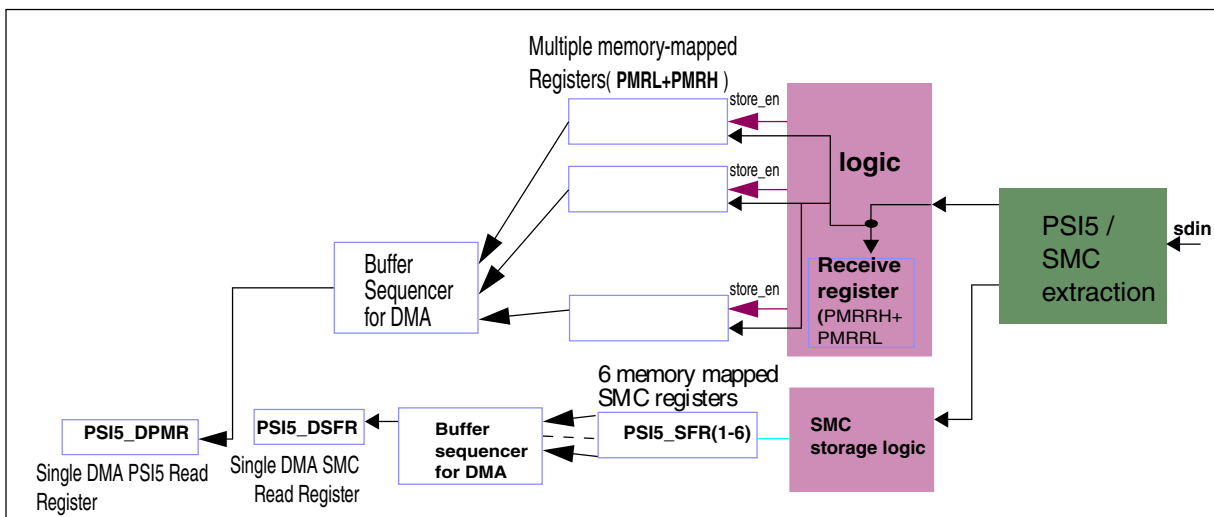 Multiple memory-mapped
Registers( PMRL+PMRH )
store_en
logic
store_en
PSI5 /
SMC
extraction
sdin
Buffer
Sequencer
for DMA
Receive
register
(PMRRH+
PMRRL
store_en
6 memory mapped
SMC registers
PSI5_DPMR
Single DMA PSI5 Read
Register
PSI5_DSFR
Single DMA SMC
Read Register
Buffer
sequencer
for DMA
PSI5_SFR(1-6)
SMC
storage logic